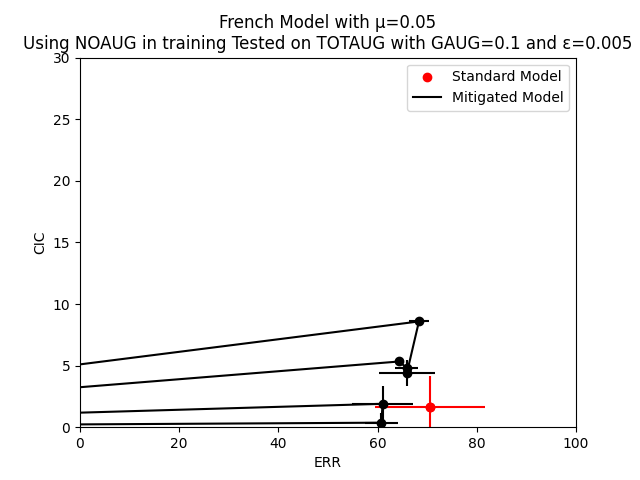 French Model with μ=0.05
Using NOAUG in training Tested on TOTAUG with GAUG=0.1 and ε=0.005
Standard Model
Mitigated Model
30
25
20
15
10
5
0
CIC
0 20 40 60 80 100
ERR